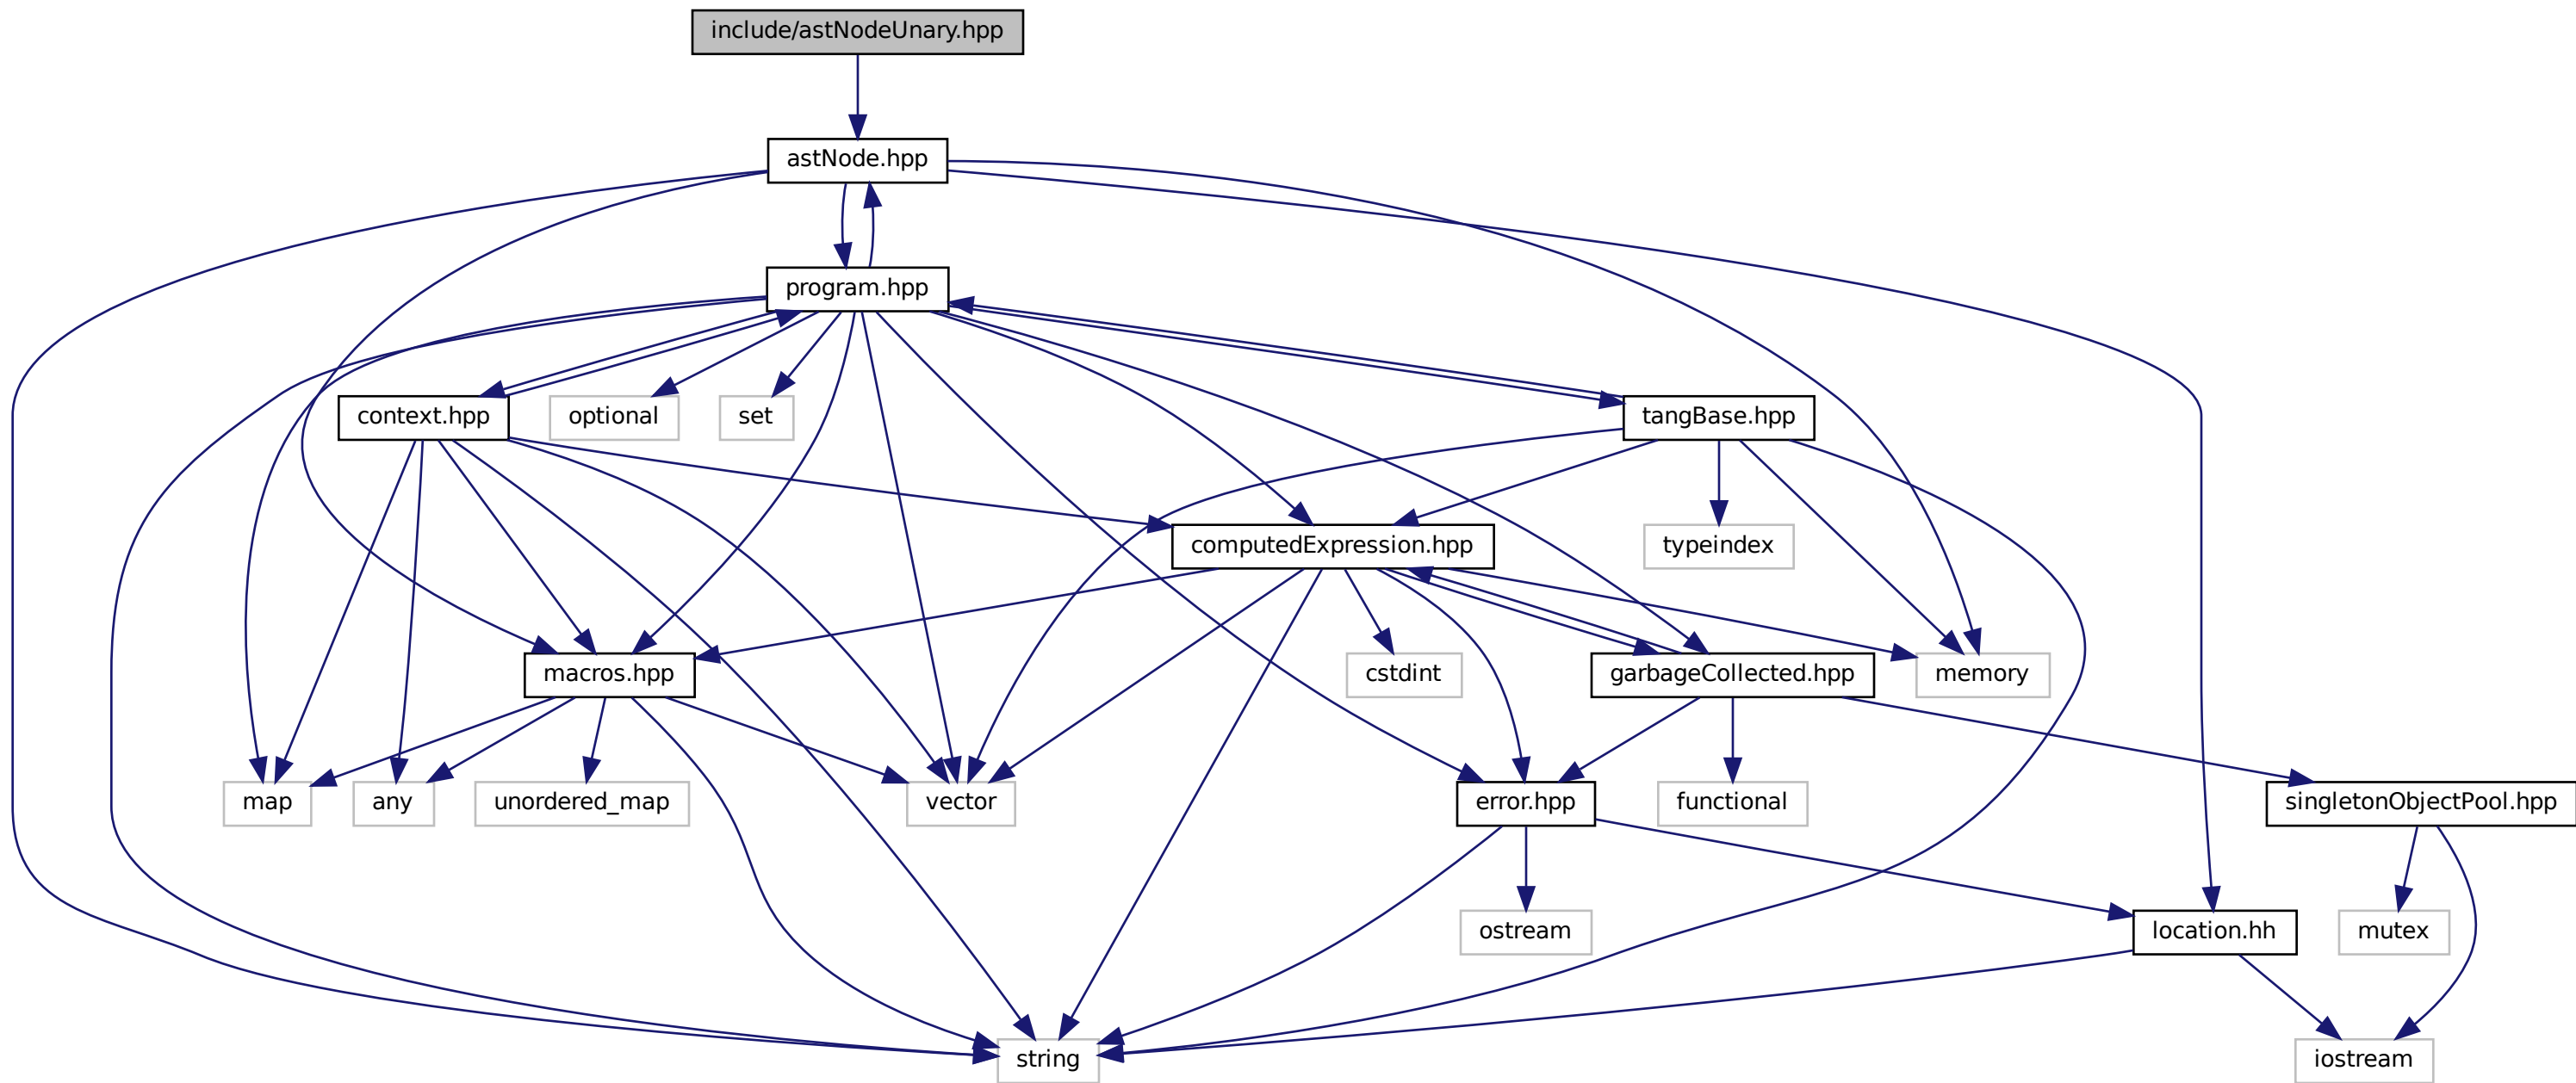 include/astNodeUnary.hpp
astNode.hpp
program.hpp
context.hpp
optional
set
tangBase.hpp
computedExpression.hpp
typeindex
macros.hpp
cstdint
garbageCollected.hpp
memory
map
any
unordered_map
vector
error.hpp
functional
singletonObjectPool.hpp
ostream
location.hh
mutex
string
iostream